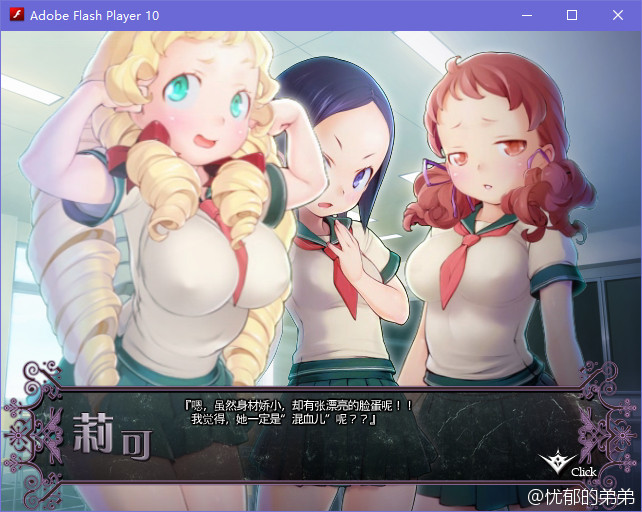 Adobe Flash Player 10
『嗯，虽然身材娇小，却有张漂亮的脸蛋呢！！
我觉得，她一定是"混血儿"呢？？』
莉可
Click
@忧郁的弟弟